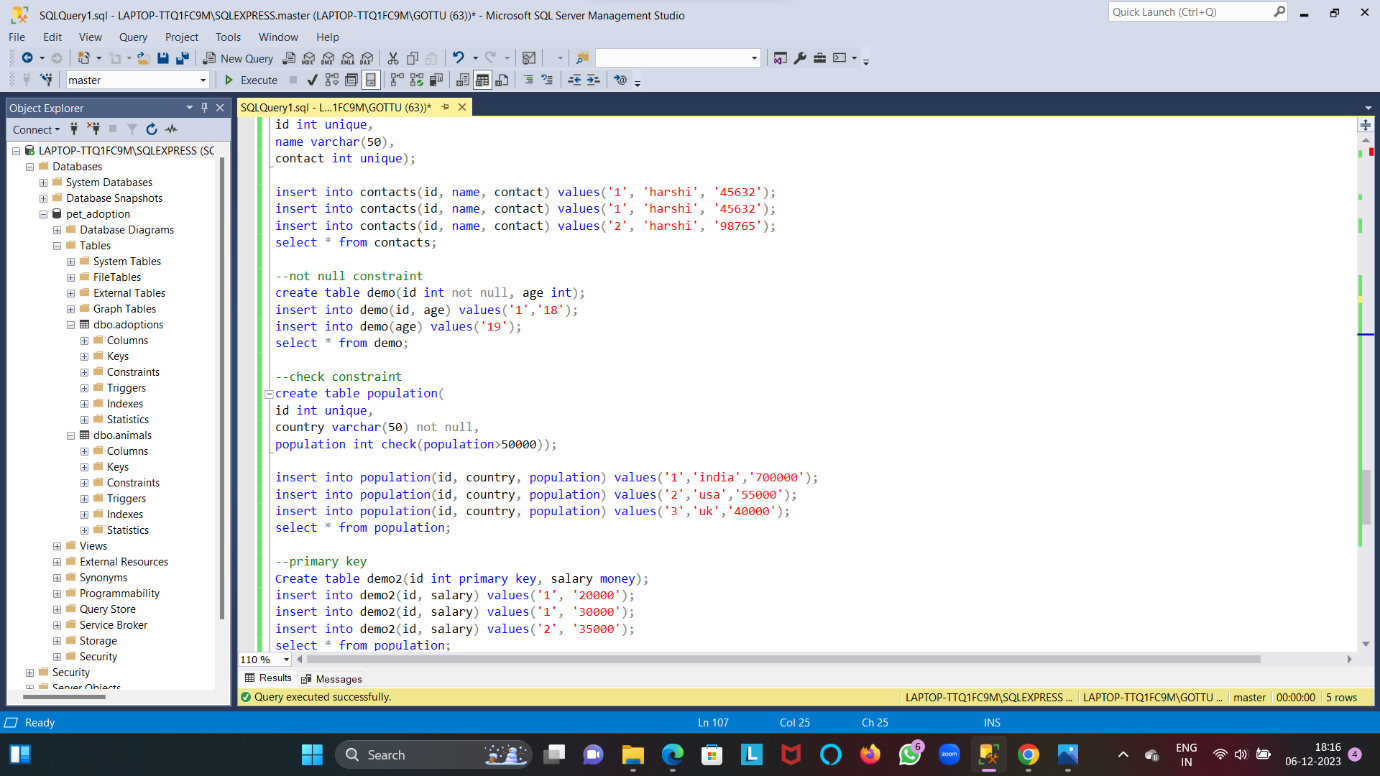 SQLQuery1.sql - LAPTOP-TTQ1FC9M\SQLEXPRESS.master (LAPTOP-TTQ1FC9M\GOTTU (63))* - Microsoft SQL Server Management Studio
Quick Launch (Ctrl+Q)
File Edit View Query Project Tools Window Help
New Query
master Execute
Object Explorer
Connect
LAPTOP-TTQ1FC9M\SQLEXPRESS (SC
Databases
System Databases
Database Snapshots
pet_adoption
Database Diagrams
Tables
System Tables
FileTables
External Tables
Graph Tables
dbo.adoptions
Columns
Keys
Constraints
Triggers
Indexes
Statistics
dbo.animals
Columns
Keys
Constraints
Triggers
Indexes
Statistics
Views
External Resources
Synonyms
Programmability
Query Store
Service Broker
Storage
Security
Security
Server Objects
SQLQuery1.sql - L...1FC9M\GOTTU (63))*
id int unique,
name varchar(50),
contact int unique);
insert into contacts(id, name, contact) values('1', 'harshi', '45632');
insert into contacts(id, name, contact) values('1', 'harshi', '45632');
insert into contacts(id, name, contact) values('2', 'harshi', '98765');
select * from contacts;
--not null constraint
create table demo(id int not null, age int);
insert into demo(id, age) values('1','18');
insert into demo(age) values('19');
select * from demo;
--check constraint
create table population(
id int unique,
country varchar(50) not null,
population int check(population>50000));
insert into population(id, country, population) values('1','india','700000');
insert into population(id, country, population) values('2','usa','55000');
insert into population(id, country, population) values('3','uk','40000');
select * from population;
--primary key
Create table demo2(id int primary key, salary money);
insert into demo2(id, salary) values('1', '20000');
insert into demo2(id, salary) values('1', '30000');
insert into demo2(id, salary) values('2', '35000');
select * from population;
110 %
Results Messages
Query executed successfully. LAPTOP-TTQ1FC9M\SQLEXPRESS ... LAPTOP-TTQ1FC9M\GOTTU ... master 00:00:00 5 rows
Ready Ln 107 Col 25 Ch 25 INS
Search
L
zoom
6
ENG
IN
18:16
06-12-2023
4